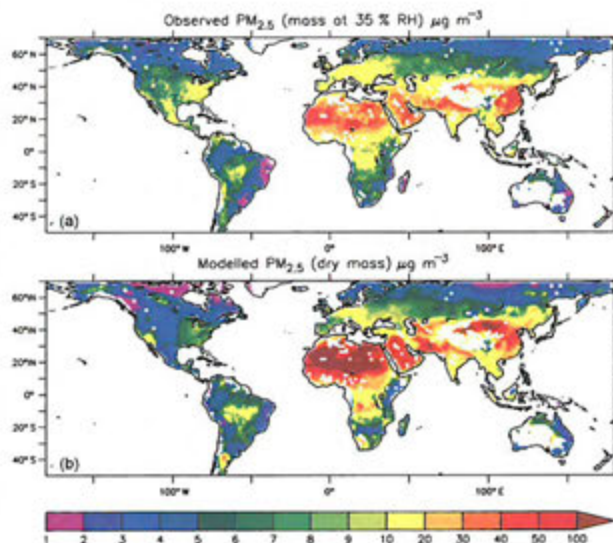 Observed PM2.5 (mass at 35 % RH) μg m−3
60°N
40°N
20°N
0°
20°S
40°S
(a)
100°W 0° 100°E
Modelled PM2.5 (dry mass) μg m−3
60°N
40°N
20°N
0°
20°S
40°S
(b)
100°W 0° 100°E
1 2 3 4 5 6 7 8 9 10 20 30 40 50 100